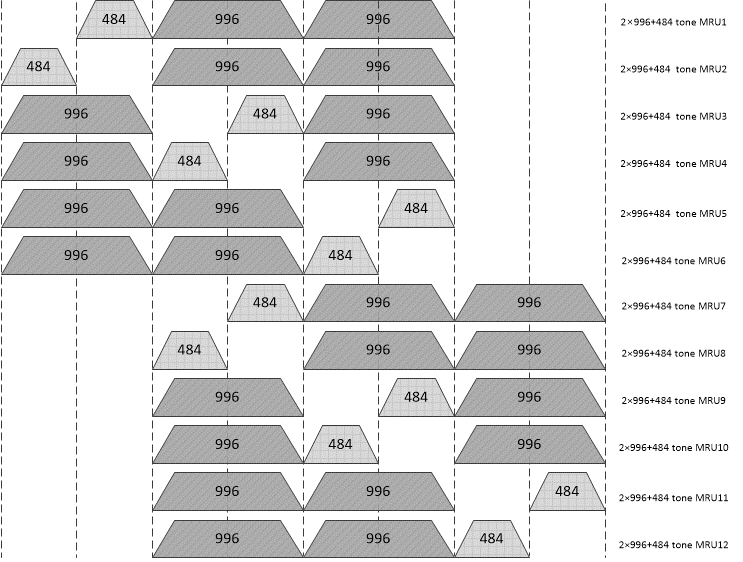 484 996 996 2×996+484 tone MRU1
484 996 996 2×996+484 tone MRU2
996 484 996 2×996+484 tone MRU3
996 484 996 2×996+484 tone MRU4
996 996 484 2×996+484 tone MRU5
996 996 484 2×996+484 tone MRU6
484 996 996 2×996+484 tone MRU7
484 996 996 2×996+484 tone MRU8
996 484 996 2×996+484 tone MRU9
996 484 996 2×996+484 tone MRU10
996 996 484 2×996+484 tone MRU11
996 996 484 2×996+484 tone MRU12